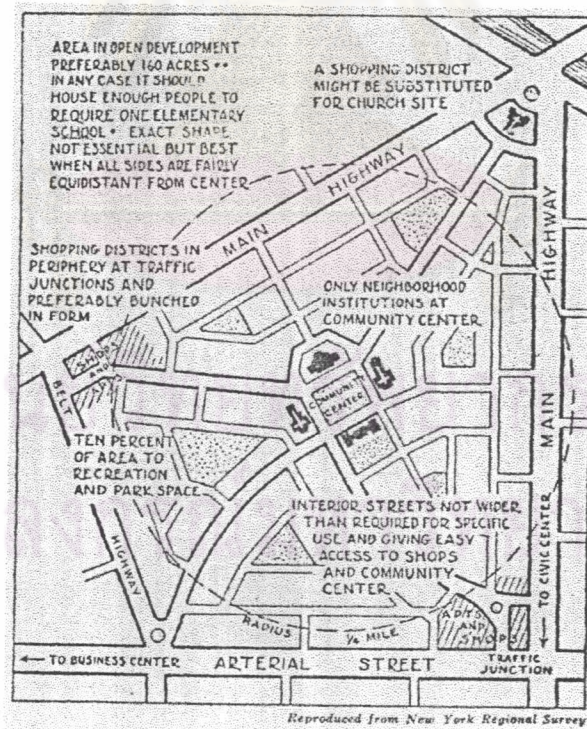 AREA IN OPEN DEVELOPMENT
PREFERABLY 160 ACRES ••
IN ANY CASE IT SHOULD
HOUSE ENOUGH PEOPLE TO
REQUIRE ONE ELEMENTARY
SCHOOL • EXACT SHAPE
NOT ESSENTIAL BUT BEST
WHEN ALL SIDES ARE FAIRLY
EQUIDISTANT FROM CENTER
A SHOPPING DISTRICT
MIGHT BE SUBSTITUTED
FOR CHURCH SITE
MAIN HIGHWAY
HIGHWAY
MAIN
SHOPPING DISTRICTS IN
PERIPHERY AT TRAFFIC
JUNCTIONS AND
PREFERABLY BUNCHED
IN FORM
ONLY NEIGHBORHOOD
INSTITUTIONS AT
COMMUNITY CENTER
SHOPS
AND
APTS
BELT
HIGHWAY
COMMUNITY
CENTER
TEN PERCENT
OF AREA TO
RECREATION
AND PARK SPACE
INTERIOR STREETS NOT WIDER
THAN REQUIRED FOR SPECIFIC
USE AND GIVING EASY
ACCESS TO SHOPS
AND COMMUNITY
CENTER
TO CIVIC CENTER
RADIUS
¼ MILE
APTS
AND
SHOPS
TO BUSINESS CENTER
ARTERIAL STREET
TRAFFIC
JUNCTION
Reproduced from New York Regional Survey